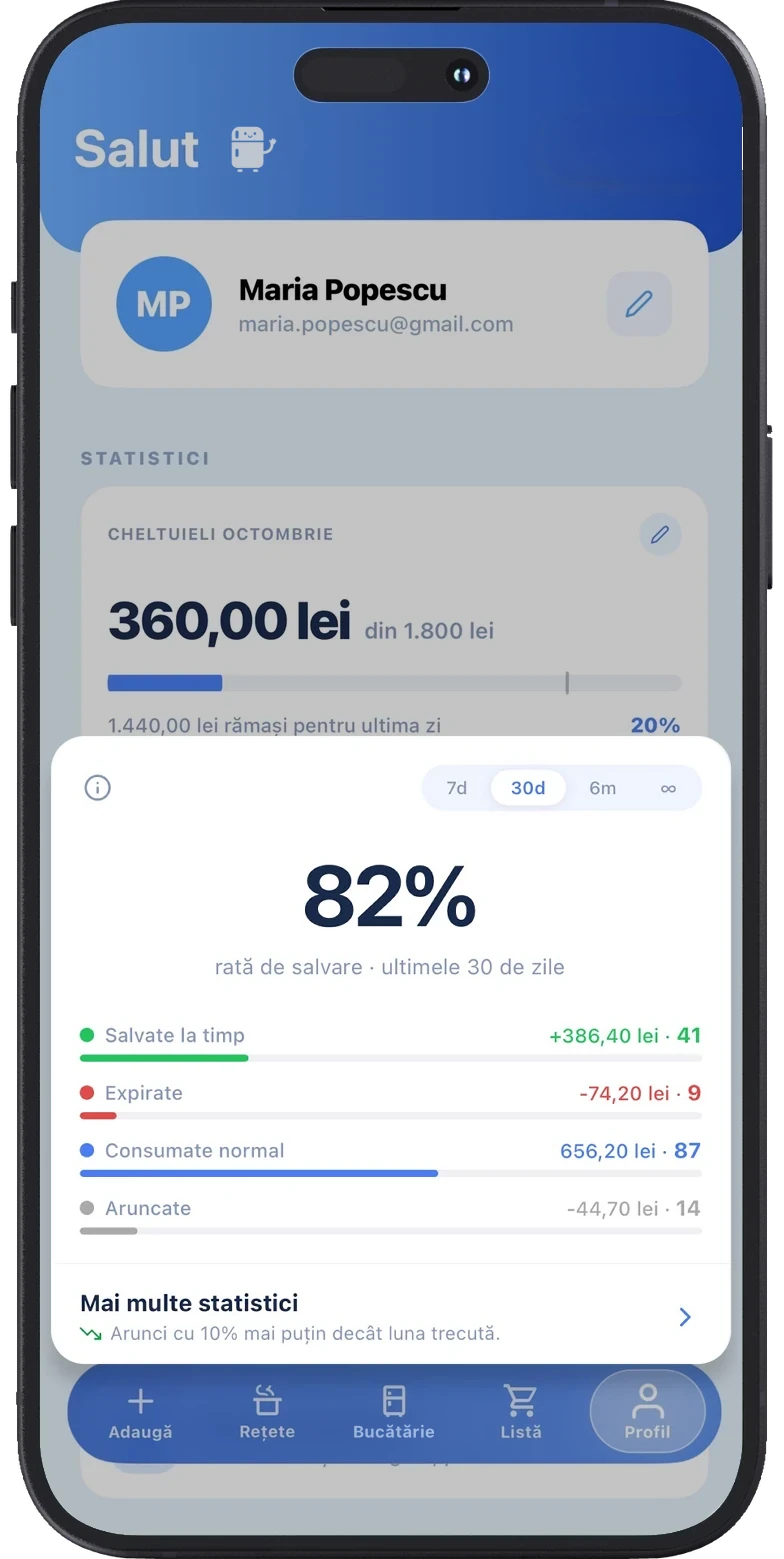 Salut
MP
Maria Popescu
maria.popescu@gmail.com
STATISTICI
CHELTUIELI OCTOMBRIE
360,00 lei din 1.800 lei
1.440,00 lei rămași pentru ultima zi 20%
7d 30d 6m ∞
82%
rată de salvare · ultimele 30 de zile
Salvate la timp +386,40 lei · 41
Expirate -74,20 lei · 9
Consumate normal 656,20 lei · 87
Aruncate -44,70 lei · 14
Mai multe statistici
Arunci cu 10% mai puțin decât luna trecută.
Adaugă Rețete Bucătărie Listă Profil